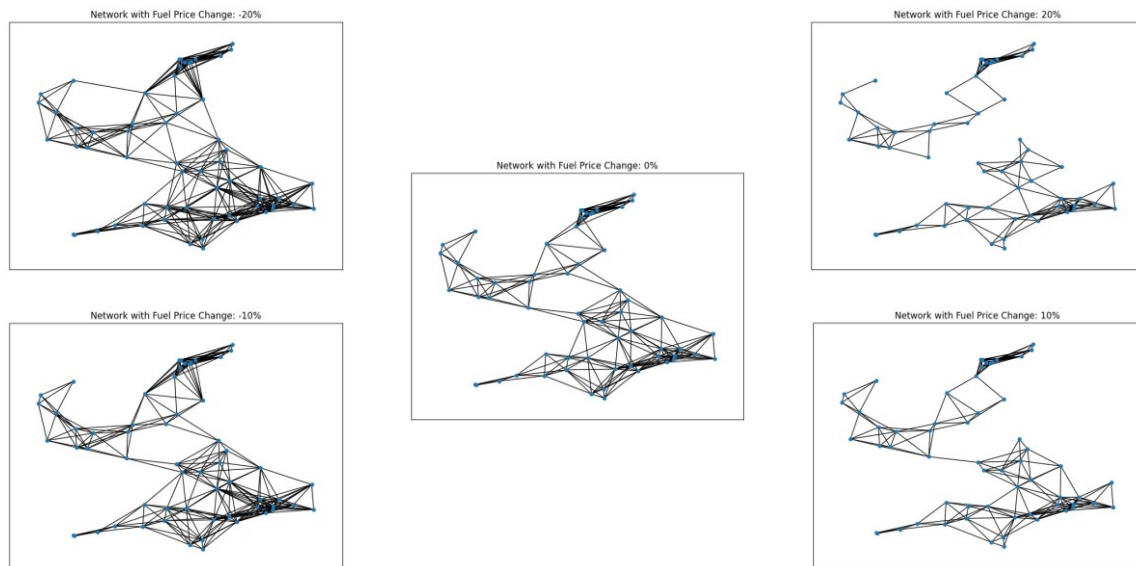 Network with Fuel Price Change: -20%
Network with Fuel Price Change: 20%
Network with Fuel Price Change: 0%
Network with Fuel Price Change: -10%
Network with Fuel Price Change: 10%